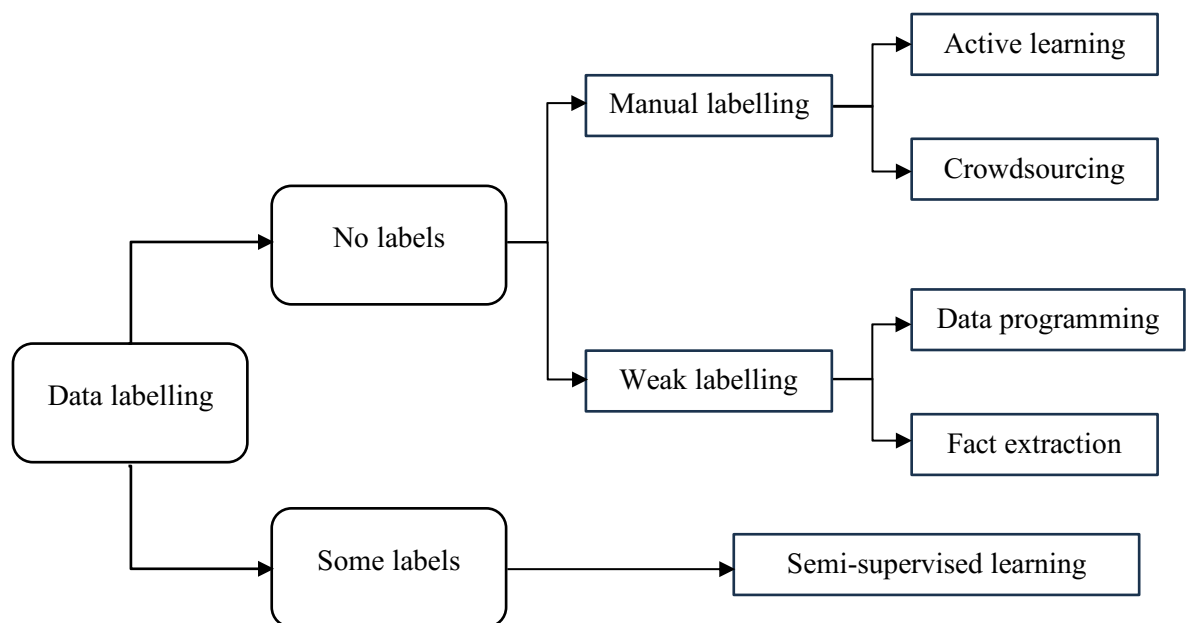 Active learning
Manual labelling
Crowdsourcing
No labels
Data programming
Weak labelling
Data labelling
Fact extraction
Some labels
Semi-supervised learning